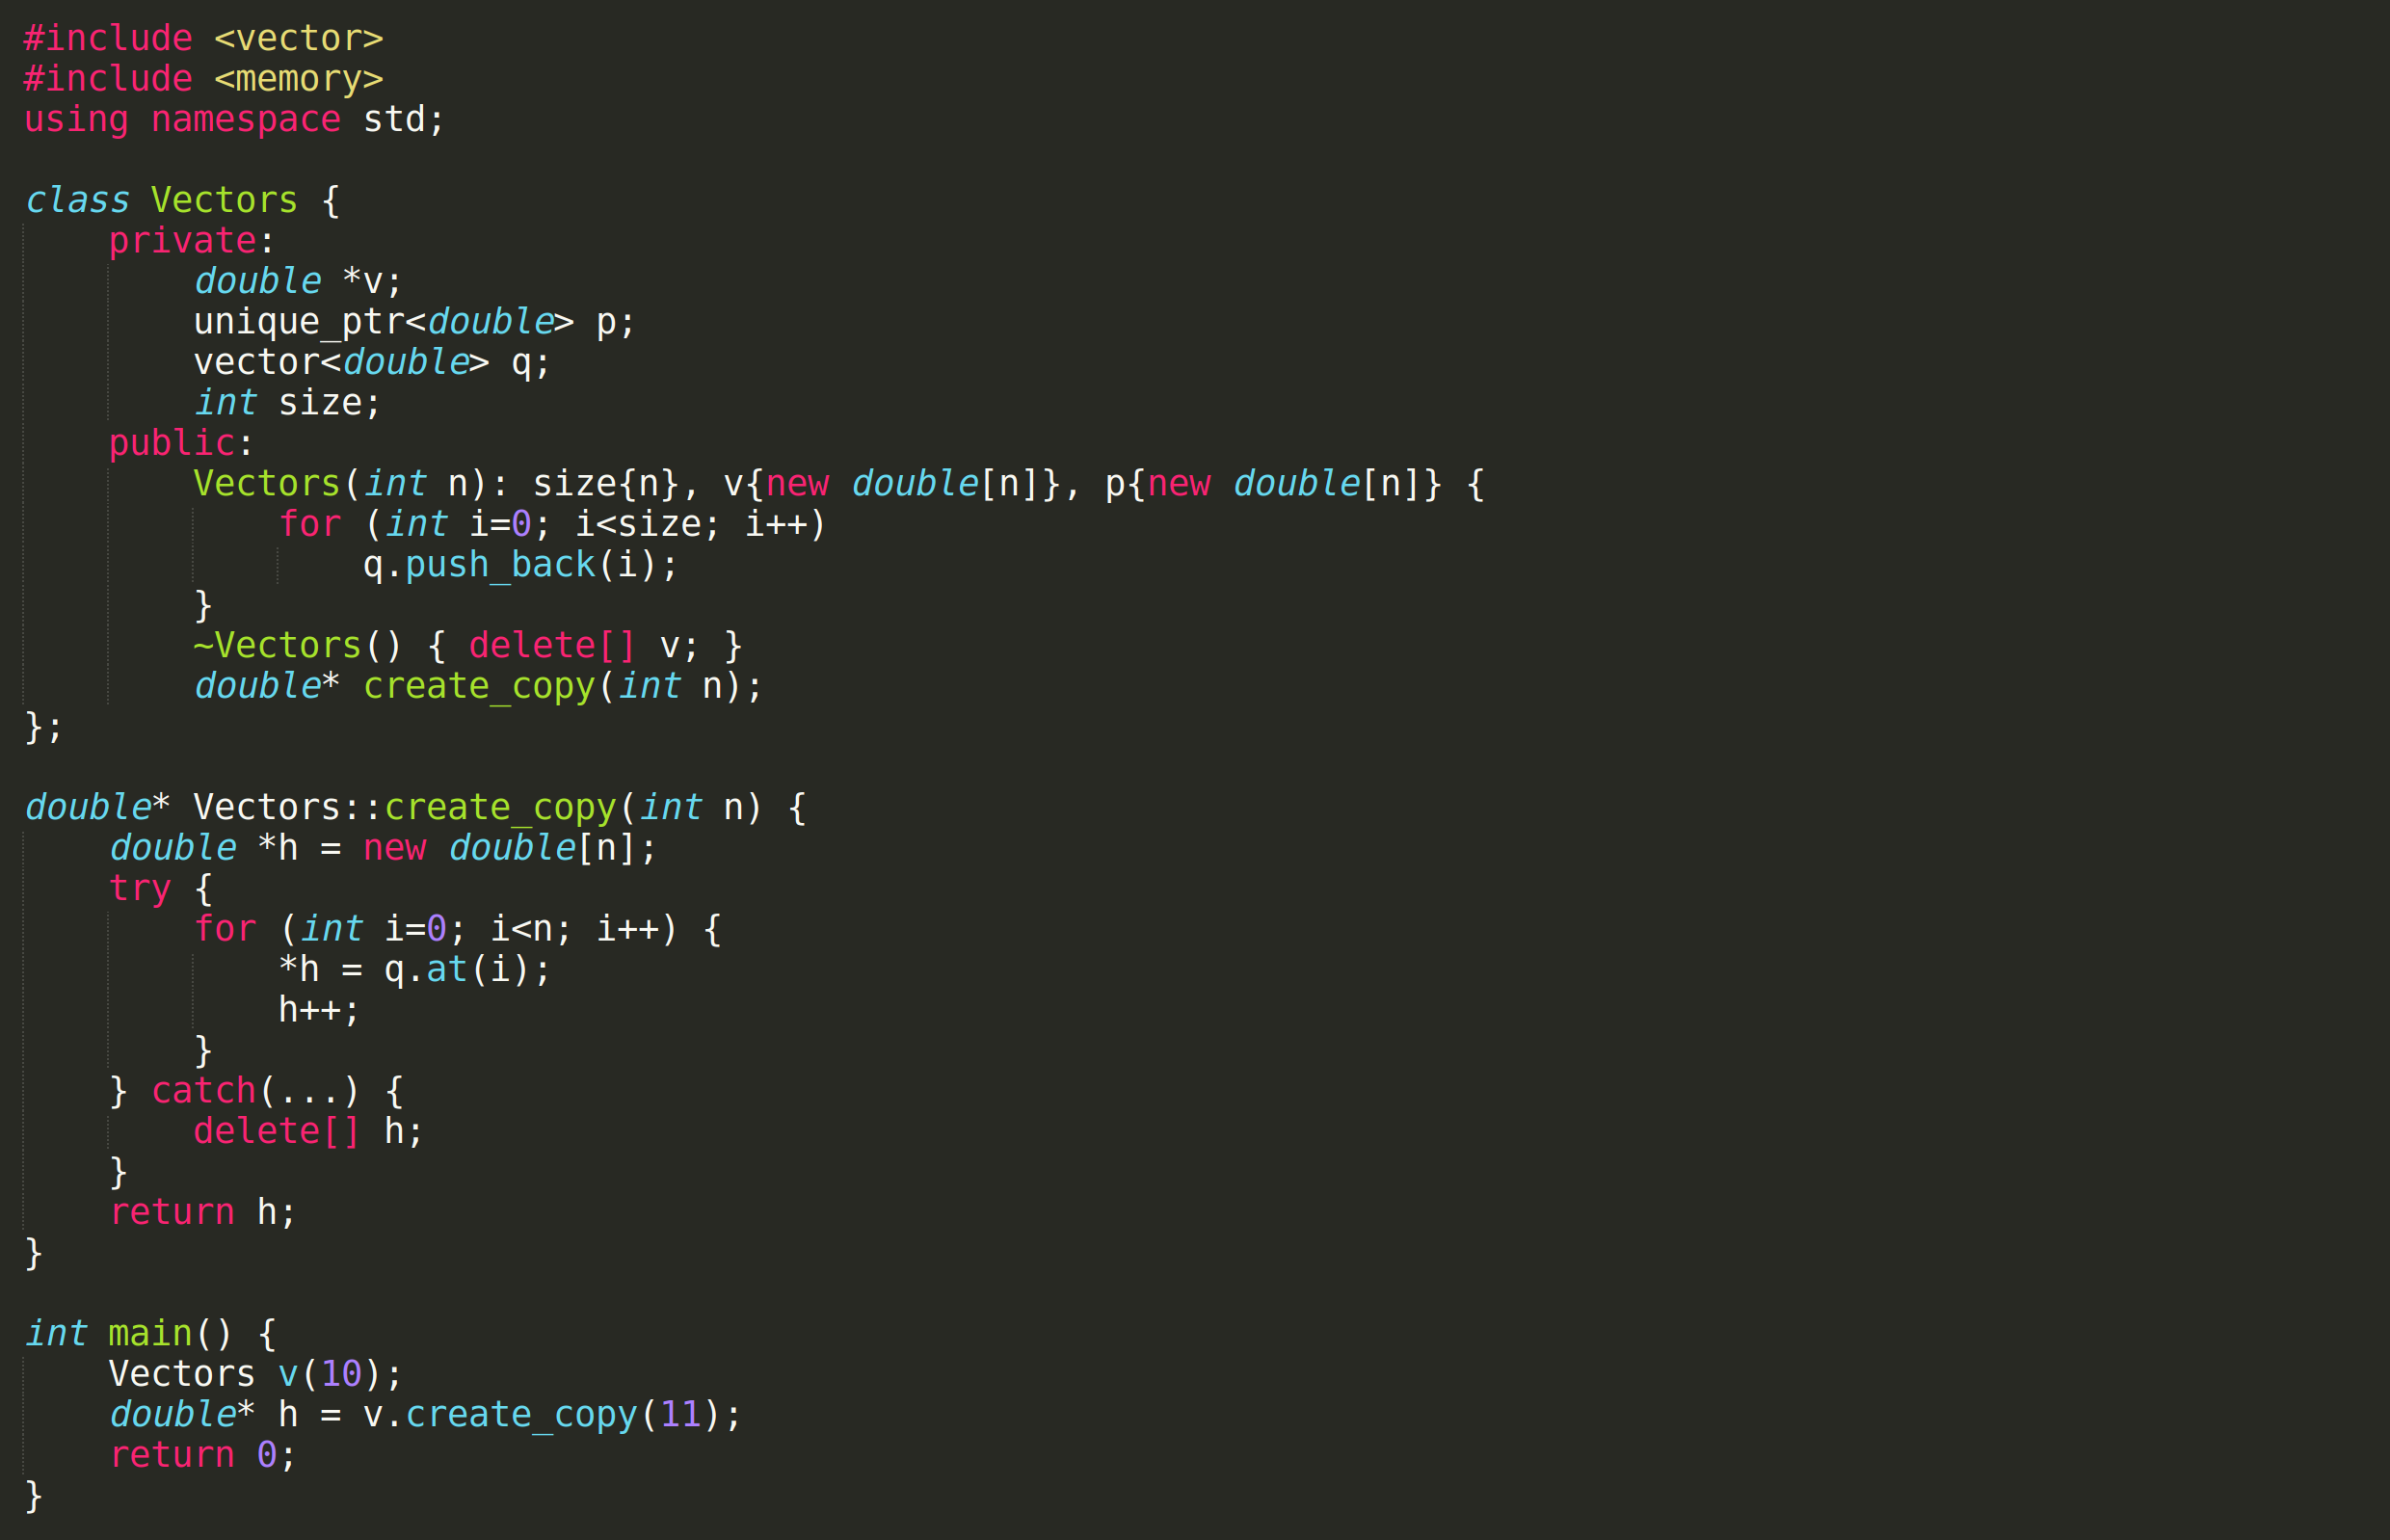 #include <vector>
#include <memory>
using namespace std;
class Vectors {
private:
double *v;
unique_ptr<double> p;
vector<double> q;
int size;
public:
Vectors(int n): size{n}, v{new double[n]}, p{new double[n]} {
for (int i=0; i<size; i++)
q.push_back(i);
}
~Vectors() { delete[] v; }
double* create_copy(int n);
};
double* Vectors::create_copy(int n) {
double *h = new double[n];
try {
for (int i=0; i<n; i++) {
*h = q.at(i);
h++;
}
} catch(...) {
delete[] h;
}
return h;
}
int main() {
Vectors v(10);
double* h = v.create_copy(11);
return 0;
}